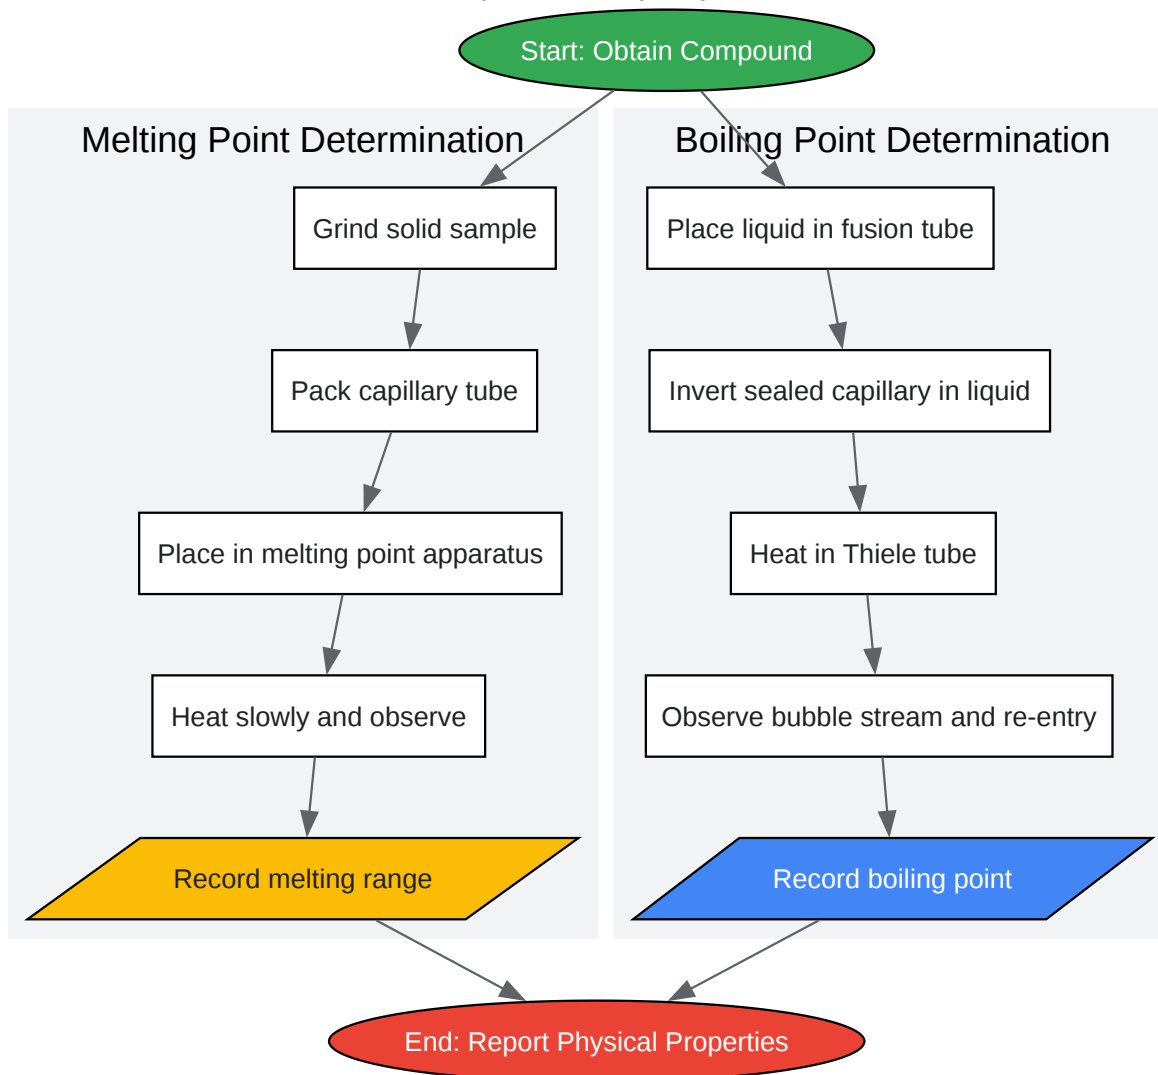 Start: Obtain Compound
Melting Point Determination
Grind solid sample
Pack capillary tube
Place in melting point apparatus
Heat slowly and observe
Record melting range
Boiling Point Determination
Place liquid in fusion tube
Invert sealed capillary in liquid
Heat in Thiele tube
Observe bubble stream and re-entry
Record boiling point
End: Report Physical Properties